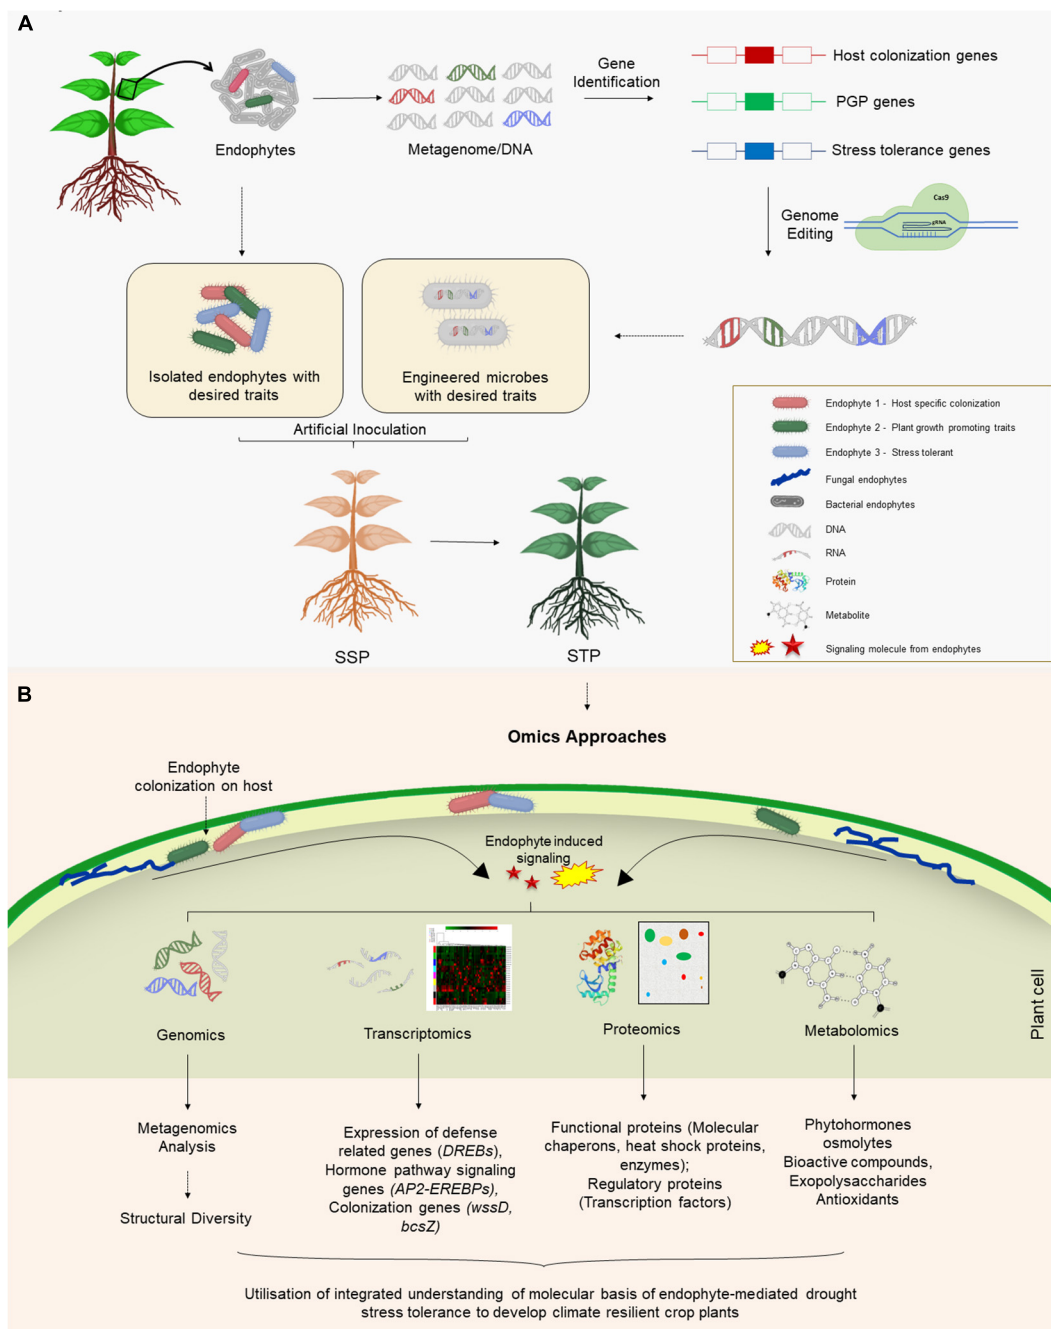 A
Endophytes
Metagenome/DNA
Gene
Identification
Host colonization genes
PGP genes
Stress tolerance genes
Genome
Editing
Cas9
gRNA
Isolated endophytes with
desired traits
Engineered microbes
with desired traits
Artificial Inoculation
SSP
STP
Endophyte 1 - Host specific colonization
Endophyte 2 - Plant growth promoting traits
Endophyte 3 - Stress tolerant
Fungal endophytes
Bacterial endophytes
DNA
RNA
Protein
Metabolite
Signaling molecule from endophytes
B
Omics Approaches
Endophyte
colonization on host
Endophyte induced
signaling
Plant cell
Genomics
Transcriptomics
Proteomics
Metabolomics
Metagenomics
Analysis
Structural Diversity
Expression of defense
related genes (DREBs),
Hormone pathway signaling
genes (AP2-EREBPs),
Colonization genes (wssD,
bcsZ)
Functional proteins (Molecular
chaperons, heat shock proteins,
enzymes);
Regulatory proteins
(Transcription factors)
Phytohormones
osmolytes
Bioactive compounds,
Exopolysaccharides
Antioxidants
Utilisation of integrated understanding of molecular basis of endophyte-mediated drought
stress tolerance to develop climate resilient crop plants